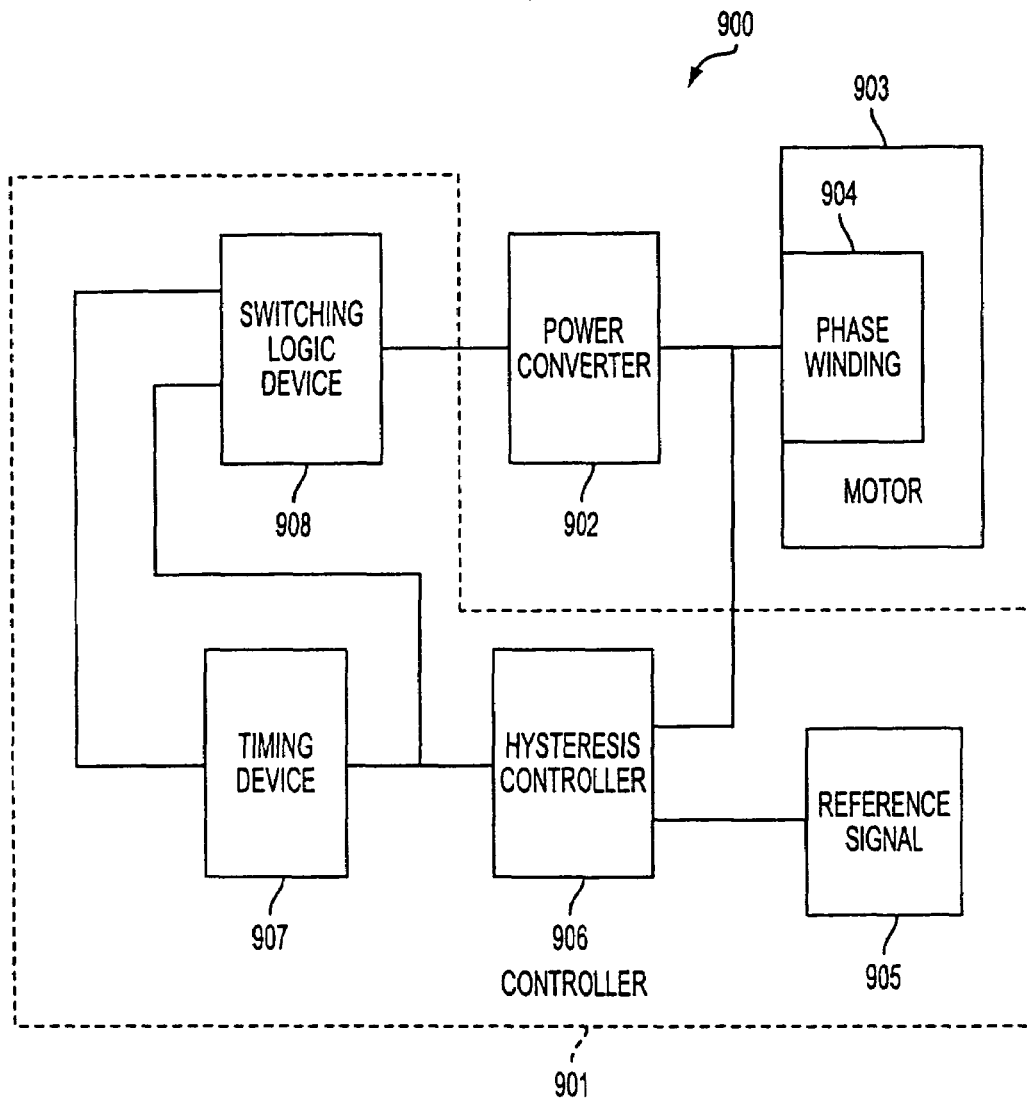 900
903
904
SWITCHING
LOGIC
DEVICE
POWER
CONVERTER
PHASE
WINDING
MOTOR
908
902
TIMING
DEVICE
HYSTERESIS
CONTROLLER
REFERENCE
SIGNAL
907
906
905
CONTROLLER
901